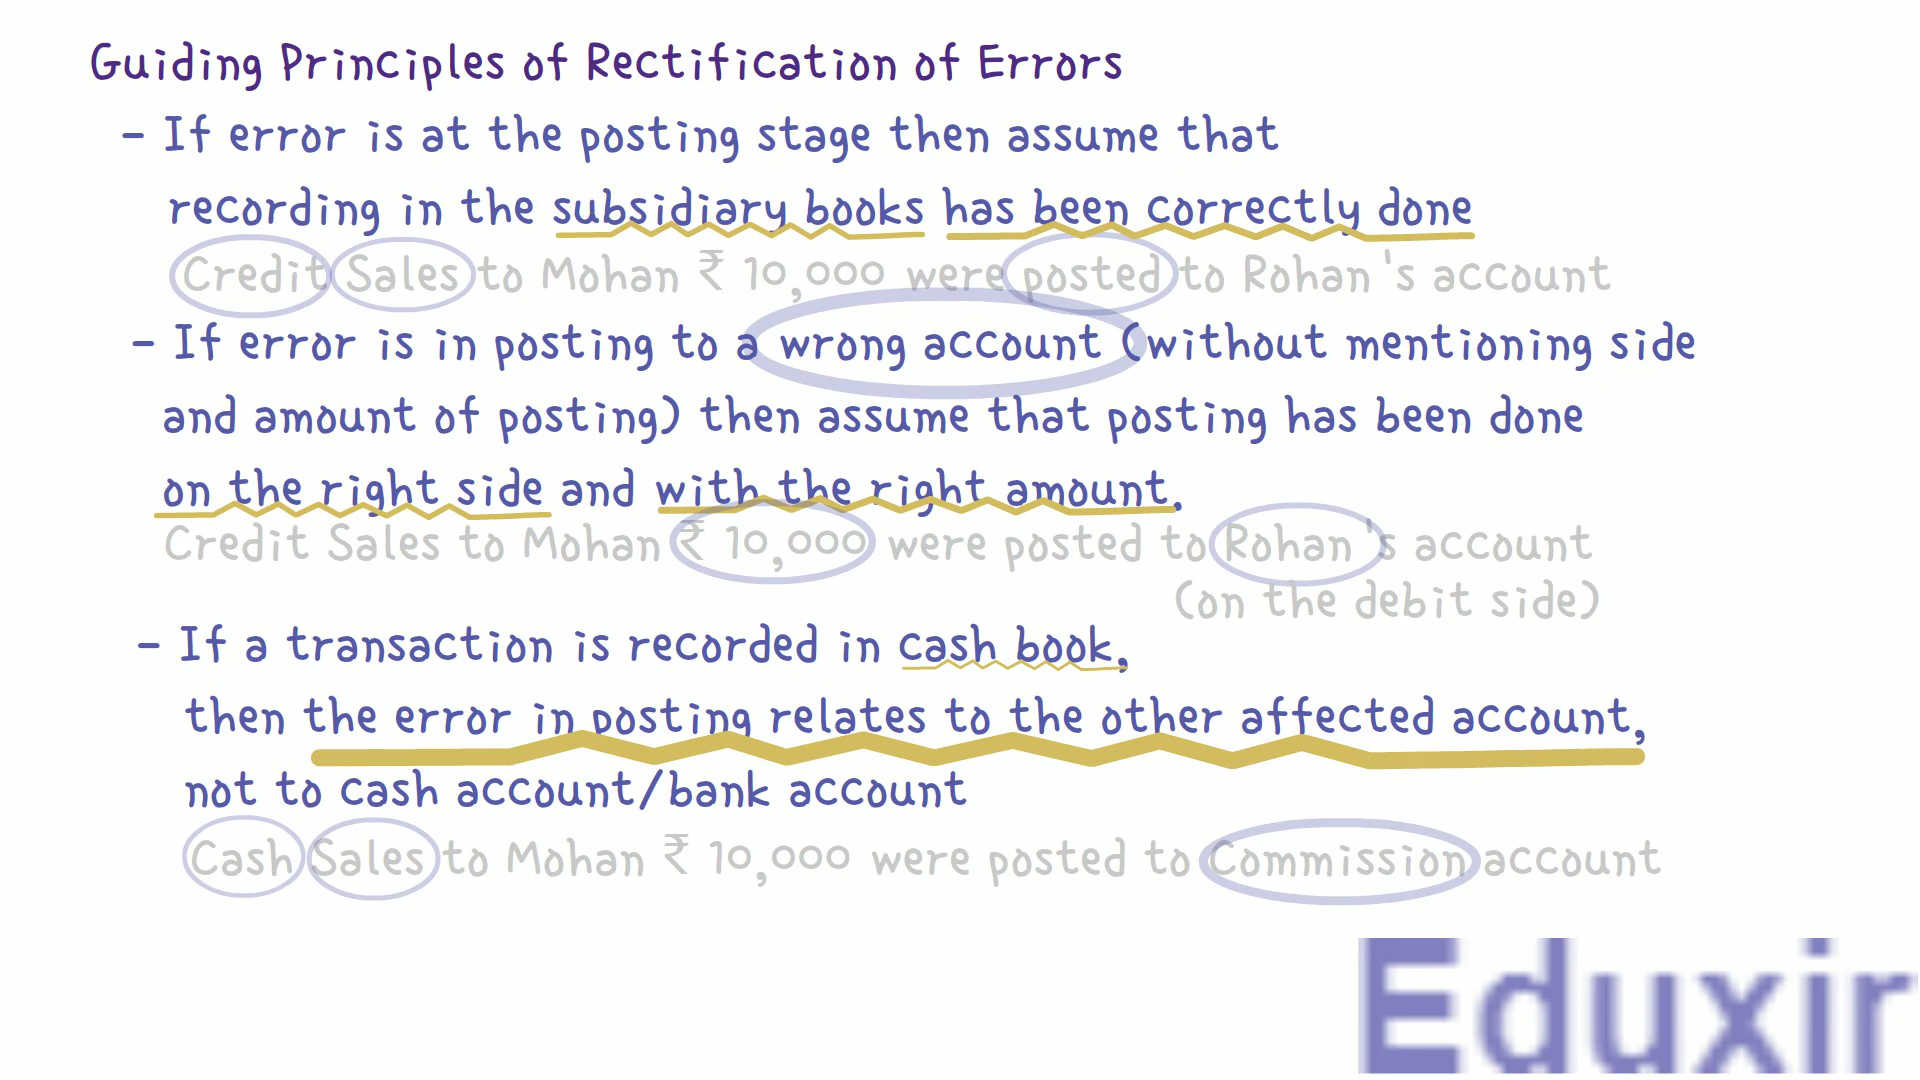 Guiding Principles of Rectification of Errors
- If error is at the posting stage then assume that
recording in the subsidiary books has been correctly done
Credit Sales to Mohan ₹ 10,000 were posted to Rohan's account
- If error is in posting to a wrong account (without mentioning side
and amount of posting) then assume that posting has been done
on the right side and with the right amount.
Credit Sales to Mohan ₹ 10,000 were posted to Rohan's account
(on the debit side)
- If a transaction is recorded in cash book,
then the error in posting relates to the other affected account,
not to cash account/bank account
Cash Sales to Mohan ₹ 10,000 were posted to Commission account
Eduxir